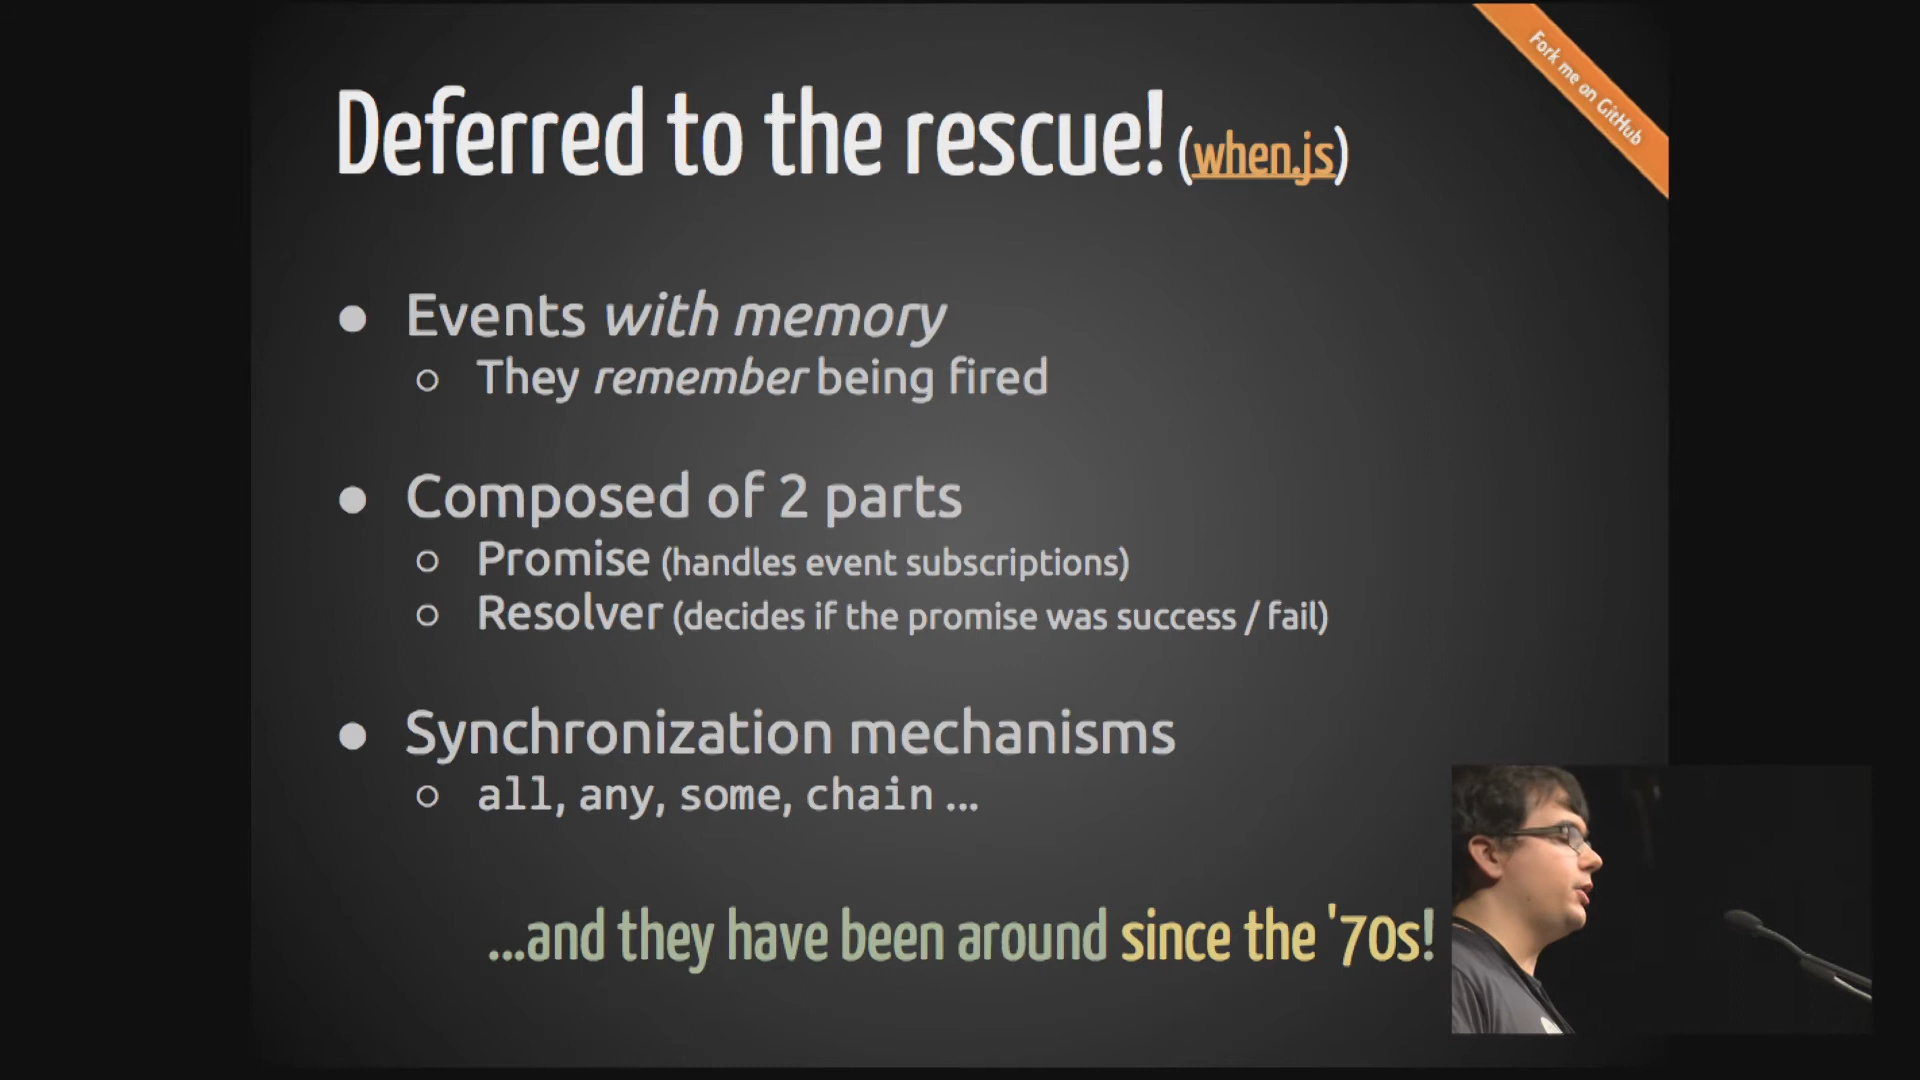 Fork me on GitHub
Deferred to the rescue! (when.js)
● Events with memory
○ They remember being fired
● Composed of 2 parts
○ Promise (handles event subscriptions)
○ Resolver (decides if the promise was success / fail)
● Synchronization mechanisms
○ all, any, some, chain ...
...and they have been around since the '70s!